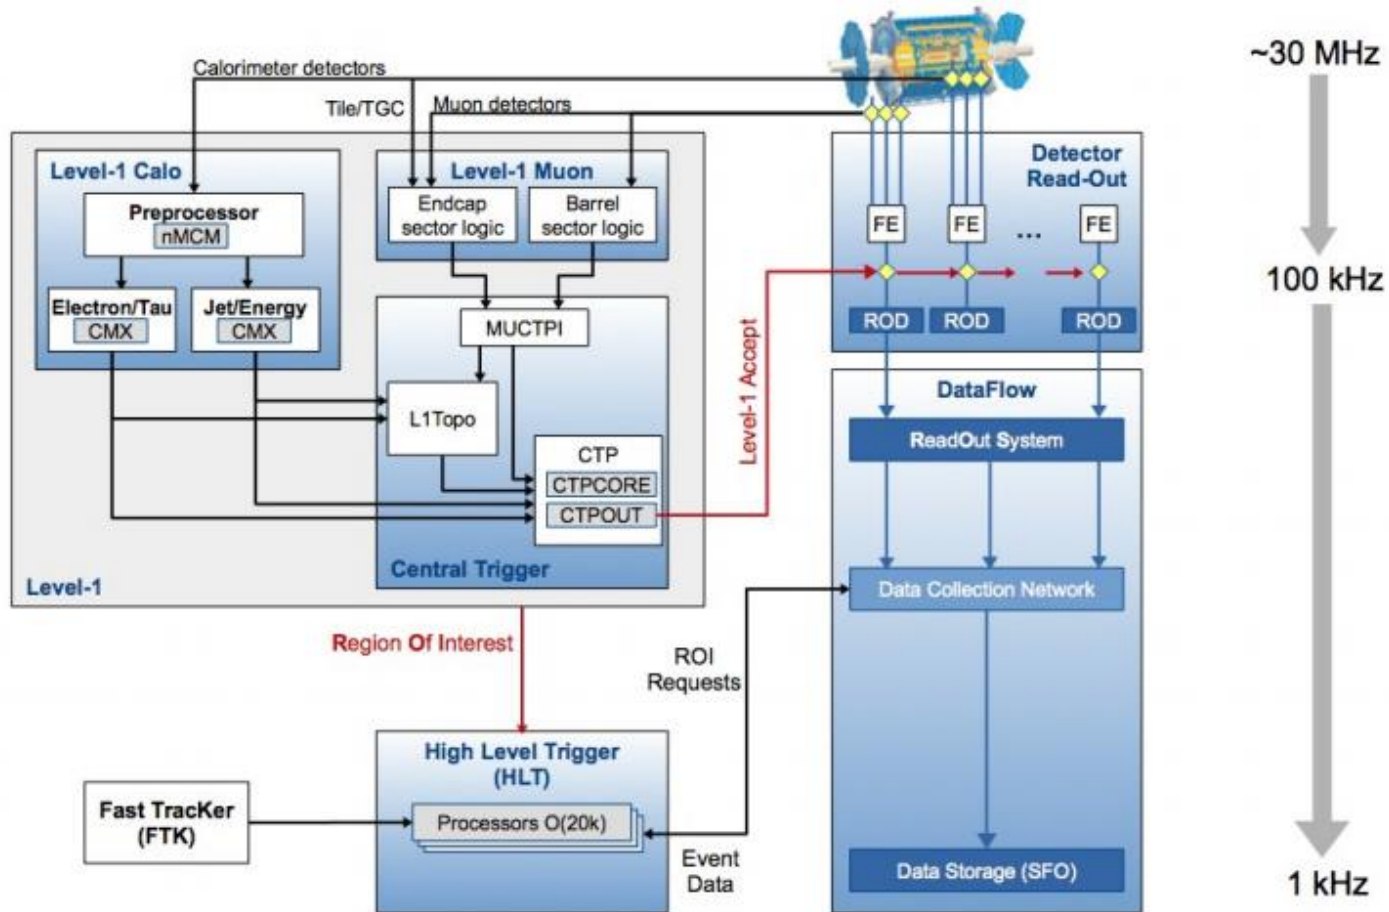 ~30 MHz
Calorimeter detectors
Tile/TGC
Muon detectors
Level-1 Calo
Preprocessor
nMCM
Electron/Tau
CMX
Jet/Energy
CMX
Level-1 Muon
Endcap
sector logic
Barrel
sector logic
MUCTPI
L1Topo
CTP
CTPCORE
CTPOUT
Central Trigger
Level-1
Level-1 Accept
Detector
Read-Out
FE
FE
...
FE
100 kHz
ROD
ROD
ROD
DataFlow
ReadOut System
Data Collection Network
Region Of Interest
ROI
Requests
High Level Trigger
(HLT)
Processors O(20k)
Fast TracKer
(FTK)
Event
Data
Data Storage (SFO)
1 kHz